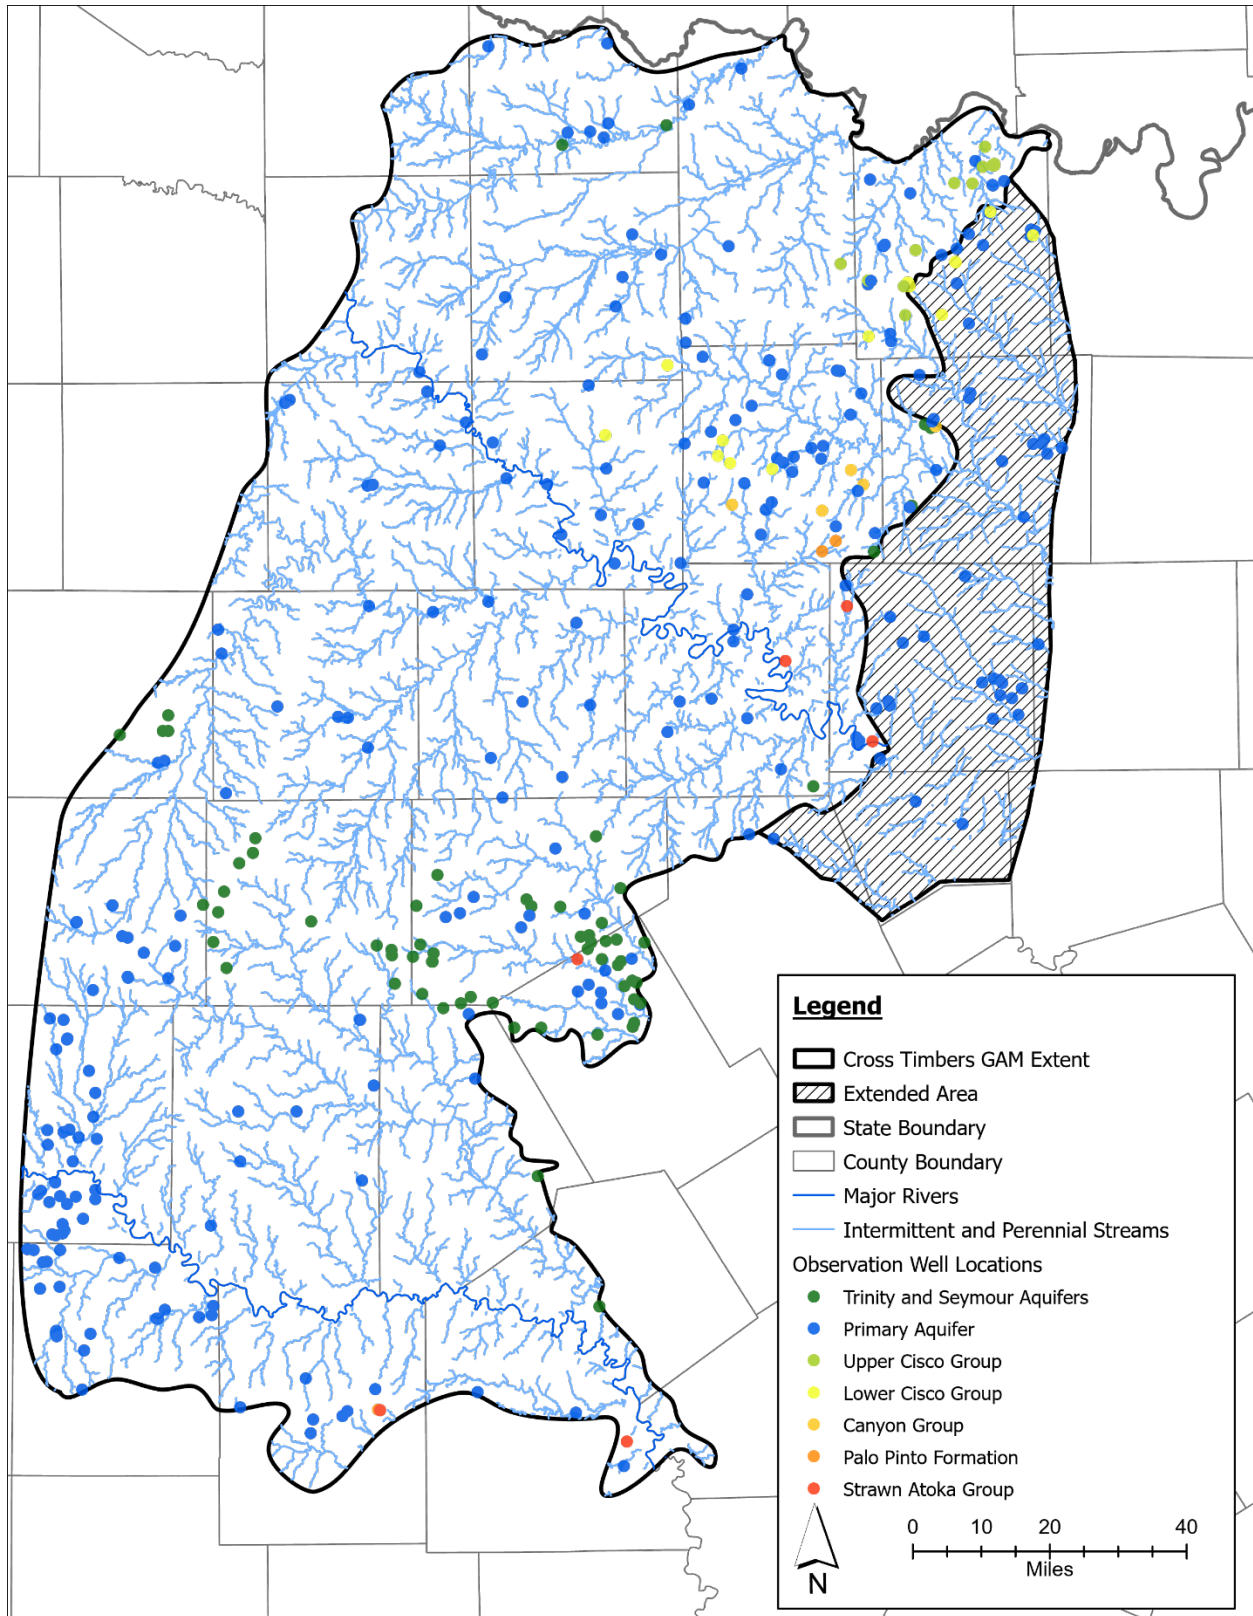 Legend
Cross Timbers GAM Extent
Extended Area
State Boundary
County Boundary
Major Rivers
Intermittent and Perennial Streams
Observation Well Locations
Trinity and Seymour Aquifers
Primary Aquifer
Upper Cisco Group
Lower Cisco Group
Canyon Group
Palo Pinto Formation
Strawn Atoka Group
0 10 20 40
Miles
N